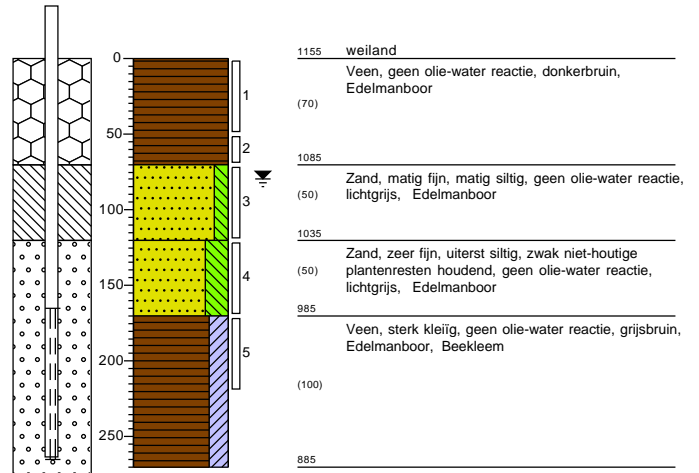 0
50
100
150
200
250
1
2
3
4
5
1155 weiland
Veen, geen olie-water reactie, donkerbruin,
Edelmanboor
(70)
1085
Zand, matig fijn, matig siltig, geen olie-water reactie,
lichtgrijs, Edelmanboor
(50)
1035
Zand, zeer fijn, uiterst siltig, zwak niet-houtige
plantenresten houdend, geen olie-water reactie,
lichtgrijs, Edelmanboor
(50)
985
Veen, sterk kleiïg, geen olie-water reactie, grijsbruin,
Edelmanboor, Beekleem
(100)
885